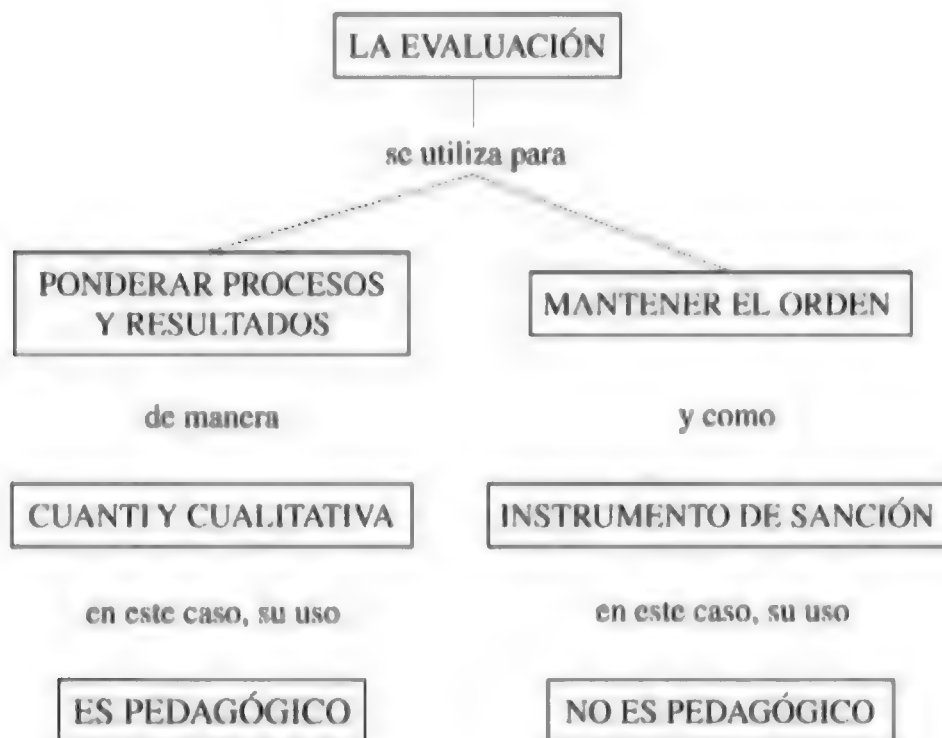 LA EVALUACIÓN
se utiliza para
PONDERAR PROCESOS
Y RESULTADOS
MANTENER EL ORDEN
de manera
y como
CUANTI Y CUALITATIVA
INSTRUMENTO DE SANCIÓN
en este caso, su uso
en este caso, su uso
ES PEDAGÓGICO
NO ES PEDAGÓGICO